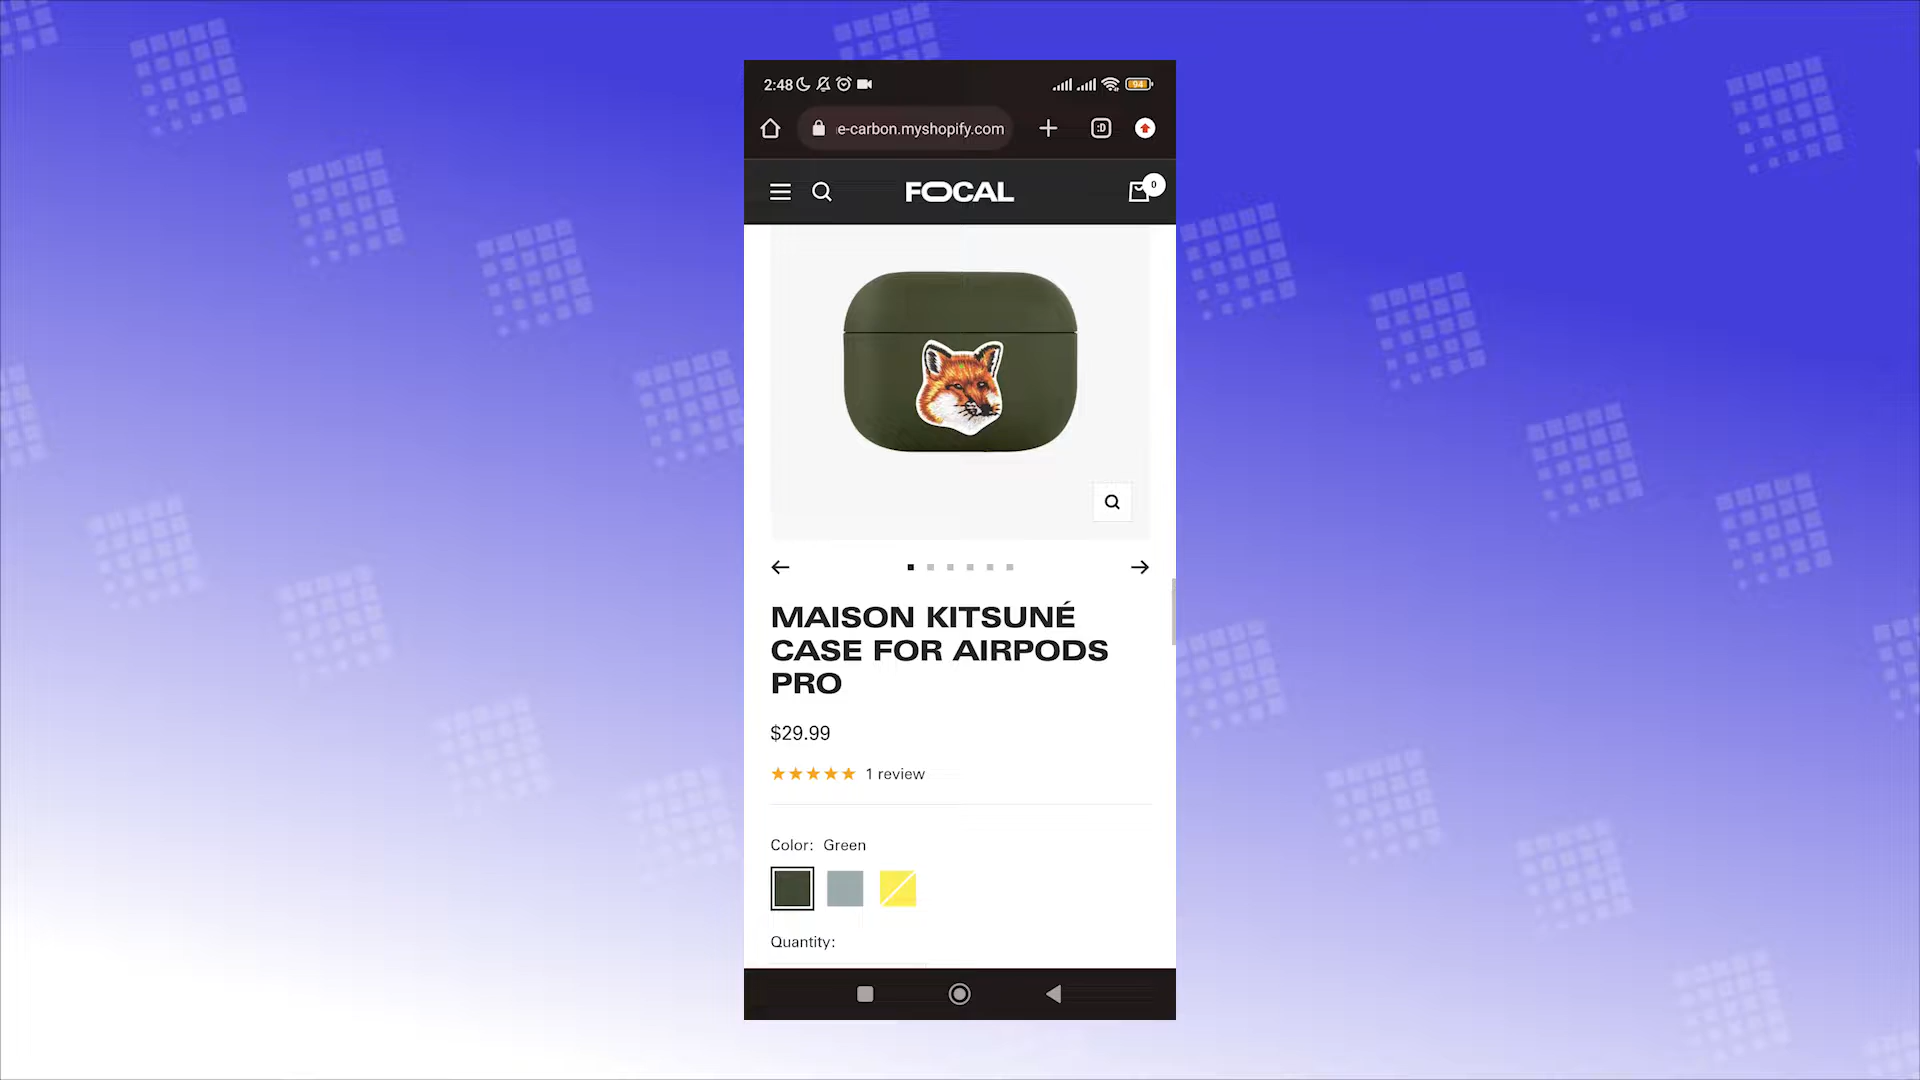 2:48
94
e-carbon.myshopify.com
:D
FOCAL
0
MAISON KITSUNÉ
CASE FOR AIRPODS
PRO
$29.99
1 review
Color: Green
Quantity: